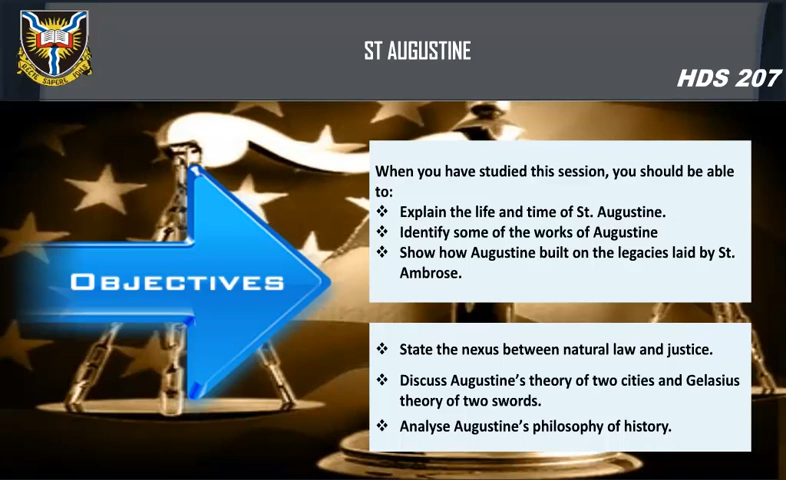 ST AUGUSTINE
HDS 207
RECTE SAPERE FONS
When you have studied this session, you should be able
to:
❖ Explain the life and time of St. Augustine.
❖ Identify some of the works of Augustine
❖ Show how Augustine built on the legacies laid by St.
Ambrose.
OBJECTIVES
❖ State the nexus between natural law and justice.
❖ Discuss Augustine's theory of two cities and Gelasius
theory of two swords.
❖ Analyse Augustine's philosophy of history.